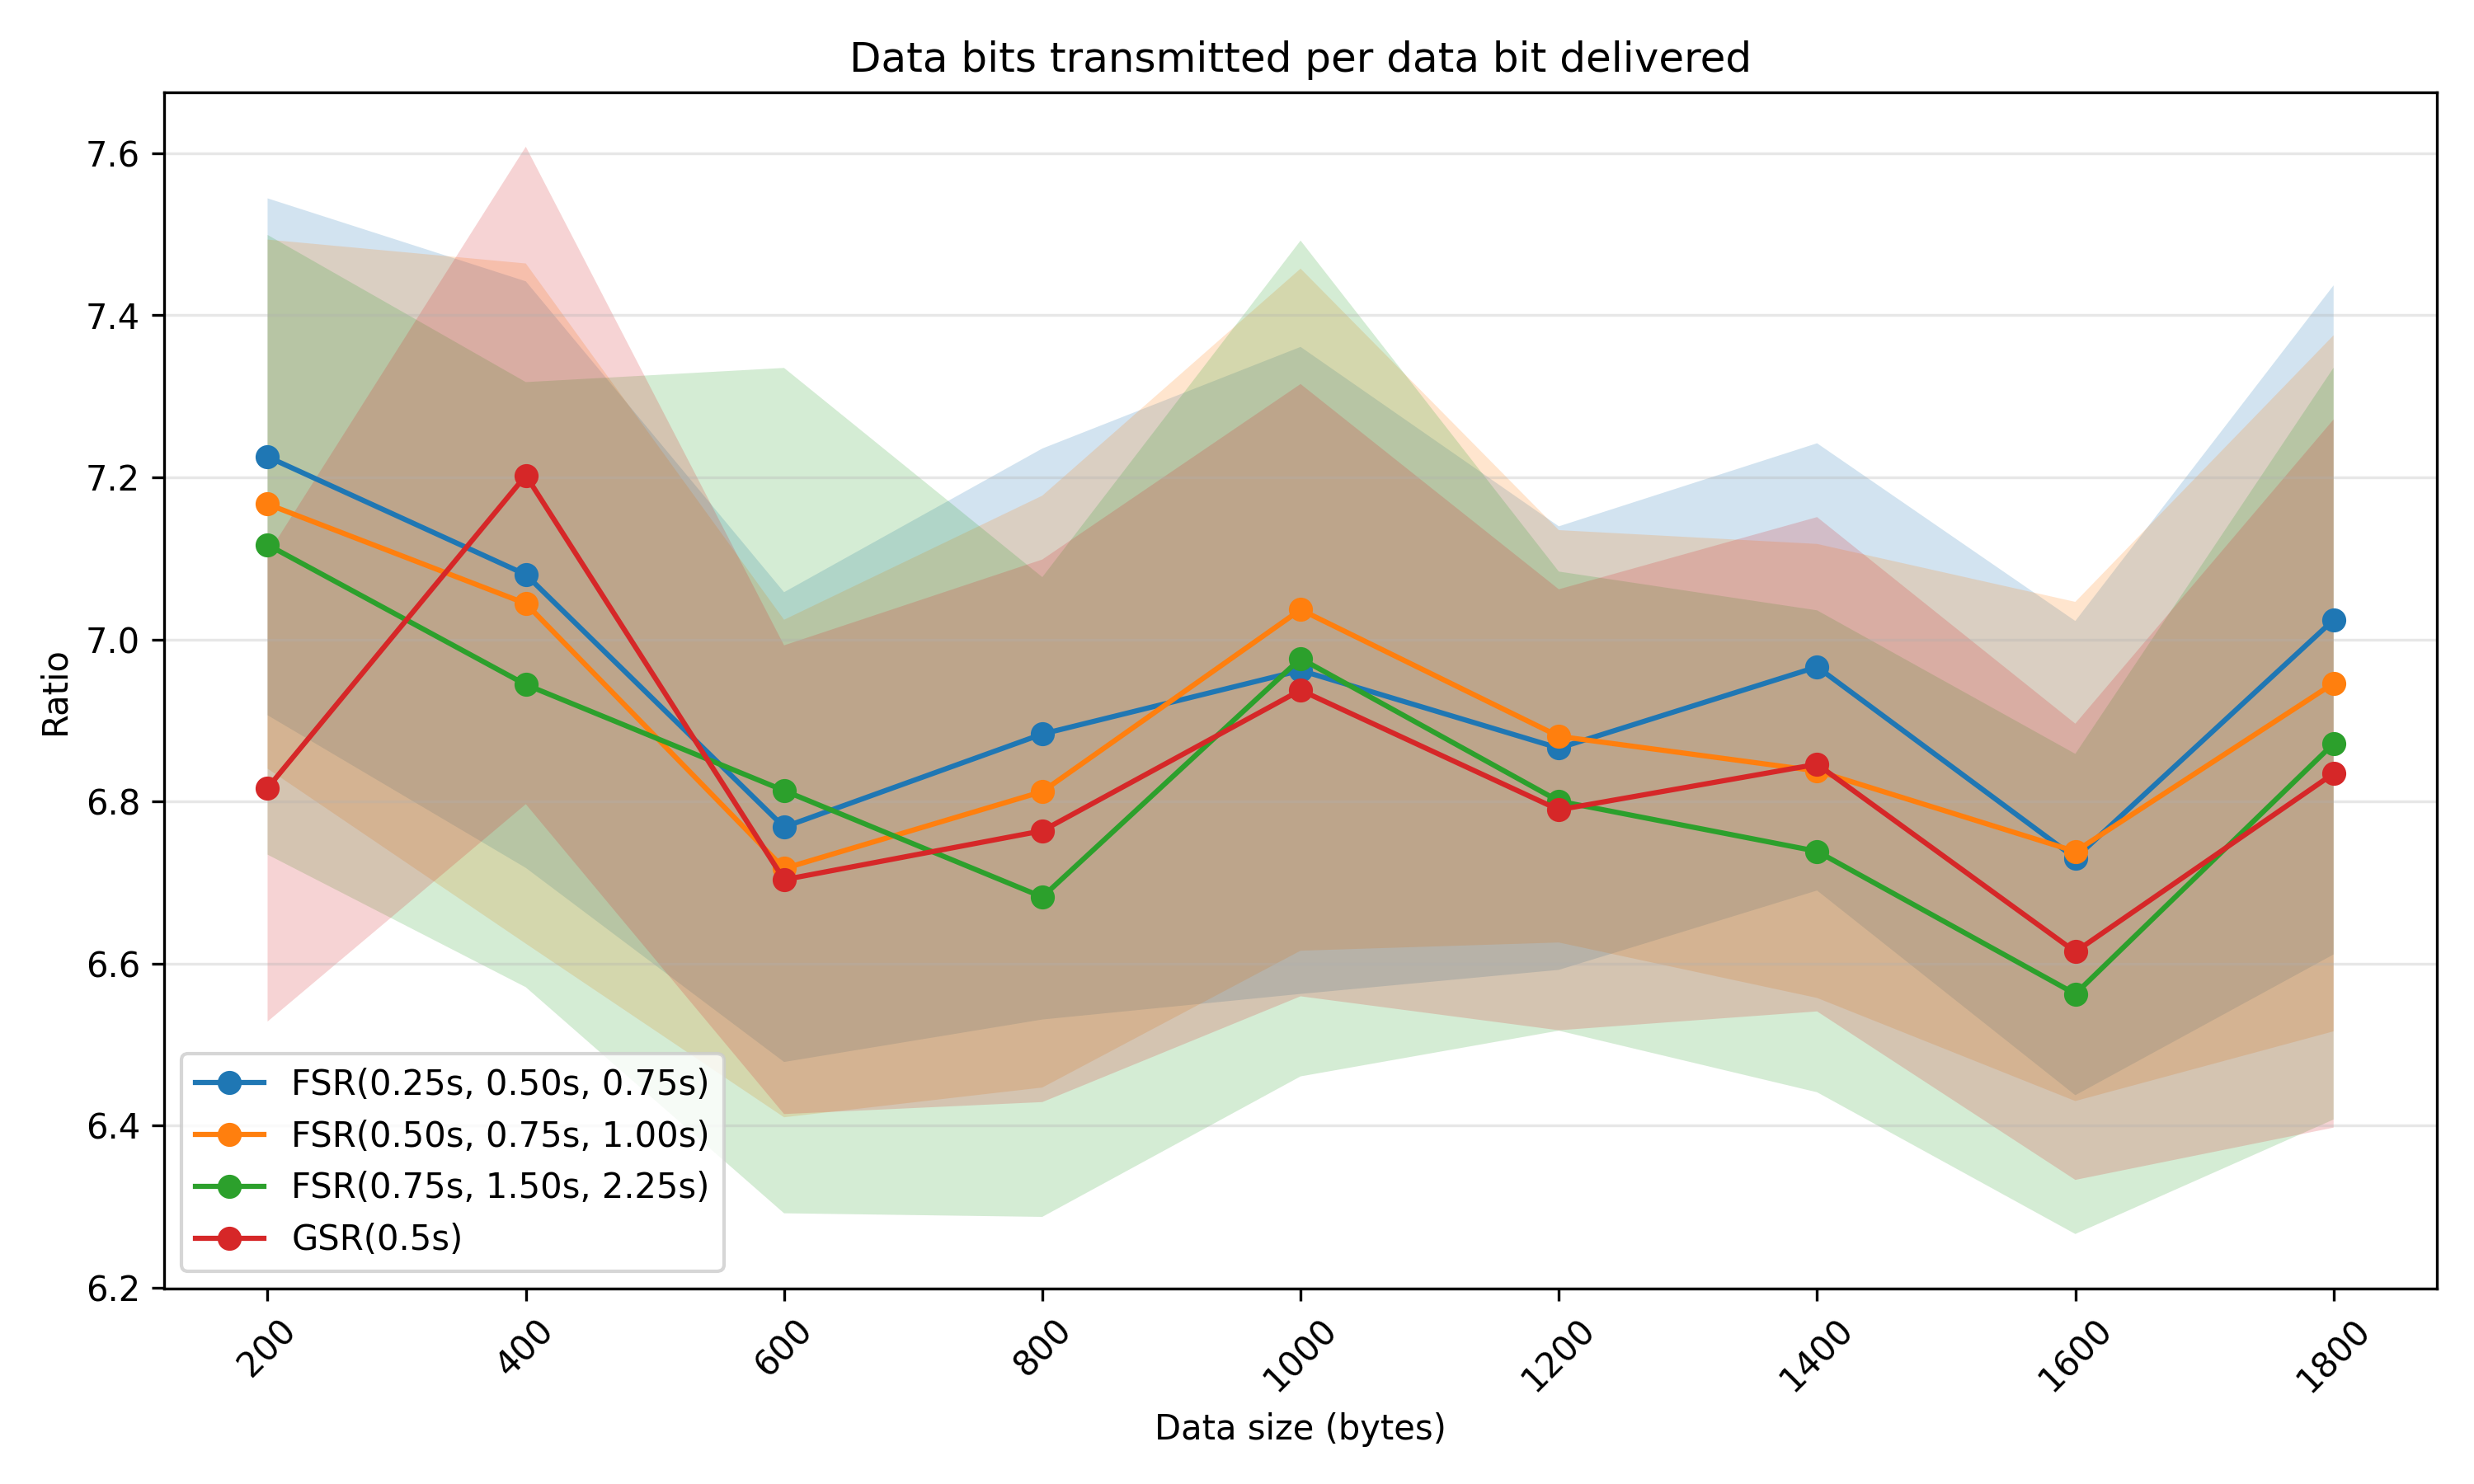 Data bits transmitted per data bit delivered
Ratio
7.6
7.4
7.2
7.0
6.8
6.6
6.4
6.2
FSR(0.25s, 0.50s, 0.75s)
FSR(0.50s, 0.75s, 1.00s)
FSR(0.75s, 1.50s, 2.25s)
GSR(0.5s)
200 400 600 800 1000 1200 1400 1600 1800
Data size (bytes)